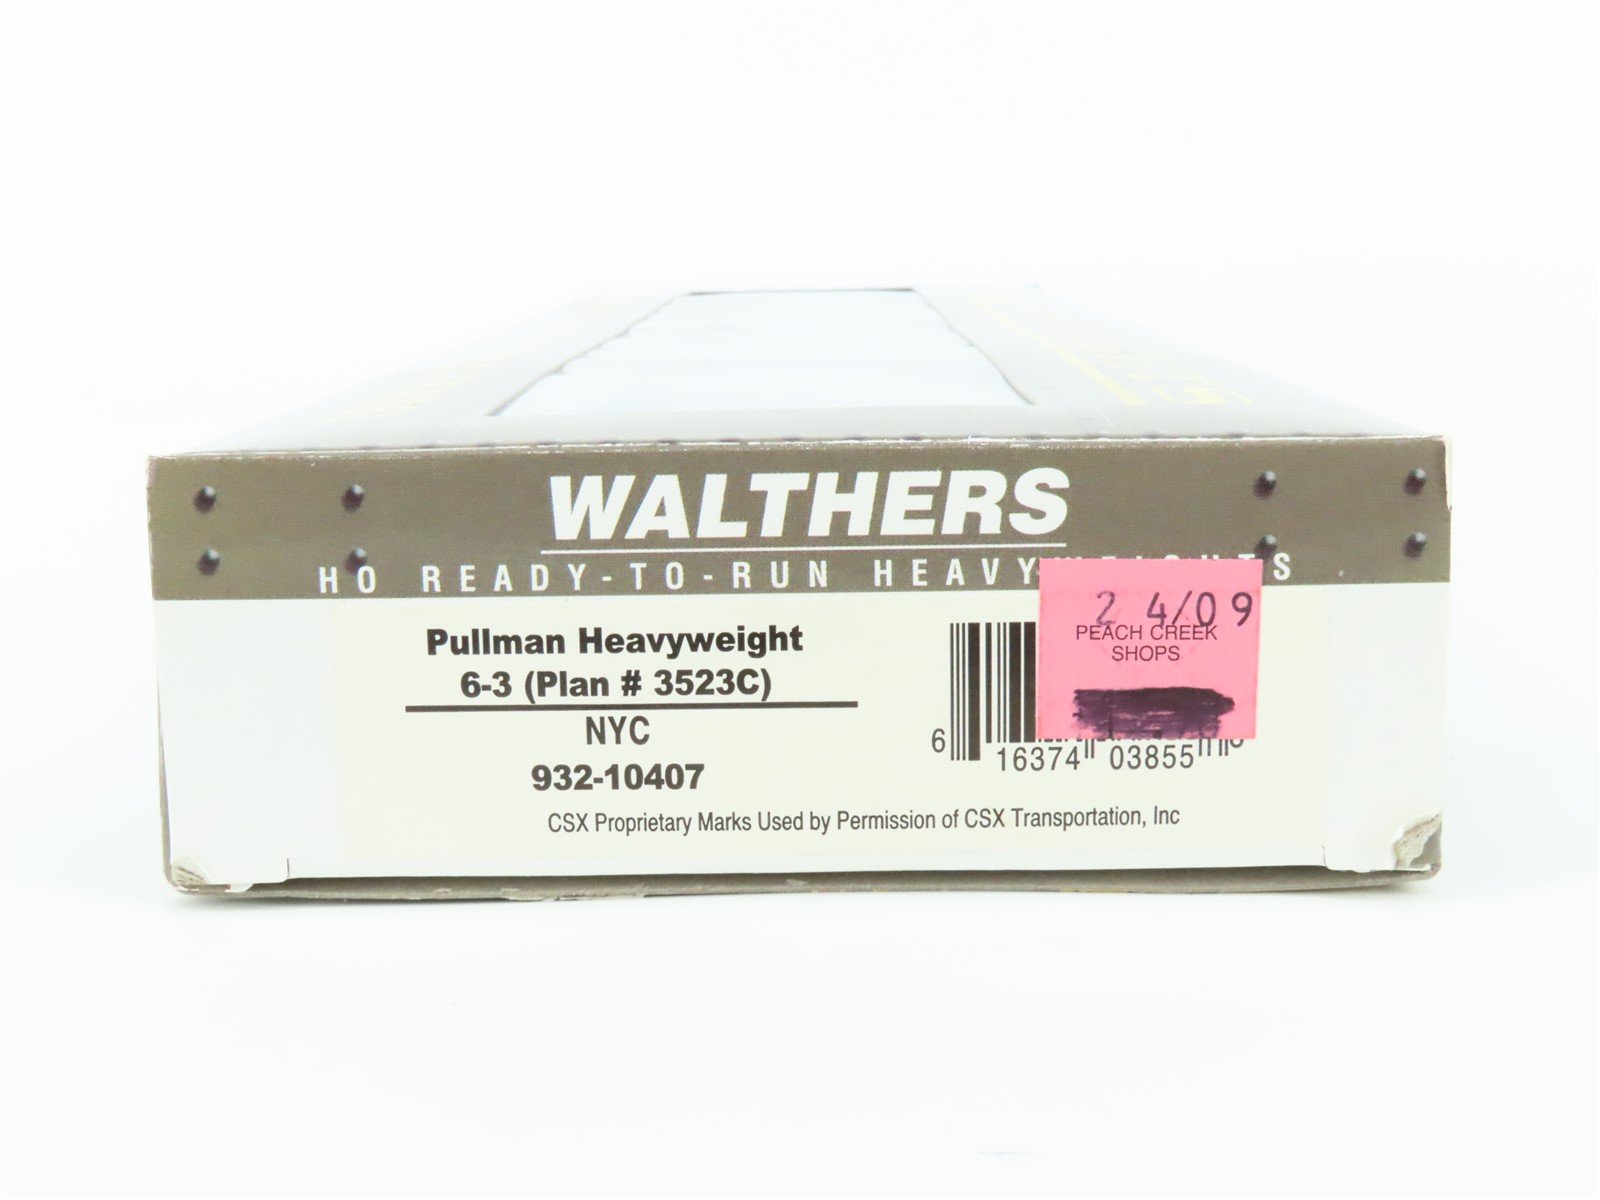 WALTHERS
HO READY-TO-RUN
Pullman Heavyweight
6-3 (Plan # 3523C)
NYC
932-10407
2 4/09
PEACH CREEK
SHOPS
6 16374 03855
CSX Proprietary Marks Used by Permission of CSX Transportation, Inc